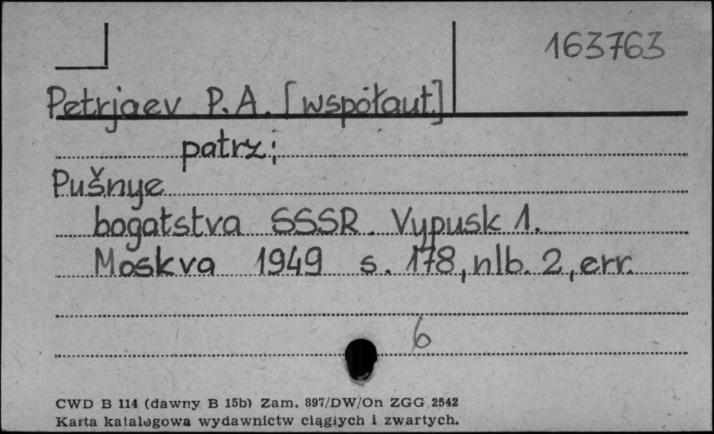 163763
Petrjaev P.A. [współaut.]
patrz:
Pušnye
bogatstva SSSR. Vypusk 1.
Moskva 1949 s. 178, nlb. 2, err.
6
CWD B 114 (dawny B 15b) Zam. 897/DW/On ZGG 2542
Karta katalogowa wydawnictw ciągłych i zwartych.